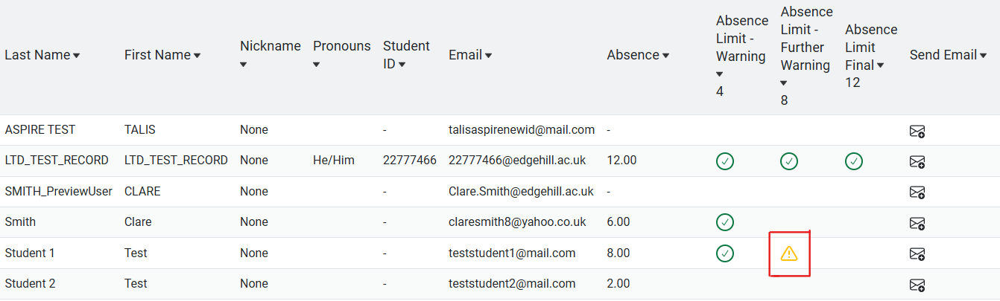 Last Name First Name Nickname Pronouns Student ID Email Absence Absence Limit - Warning 4 Absence Limit - Further Warning 8 Absence Limit Final 12 Send Email
ASPIRE TEST TALIS None - talisaspirenewid@mail.com -
LTD_TEST_RECORD LTD_TEST_RECORD None He/Him 22777466 22777466@edgehill.ac.uk 12.00
SMITH_PreviewUser CLARE None - Clare.Smith@edgehill.ac.uk -
Smith Clare None - claresmith8@yahoo.co.uk 6.00
Student 1 Test None - teststudent1@mail.com 8.00
Student 2 Test None - teststudent2@mail.com 2.00